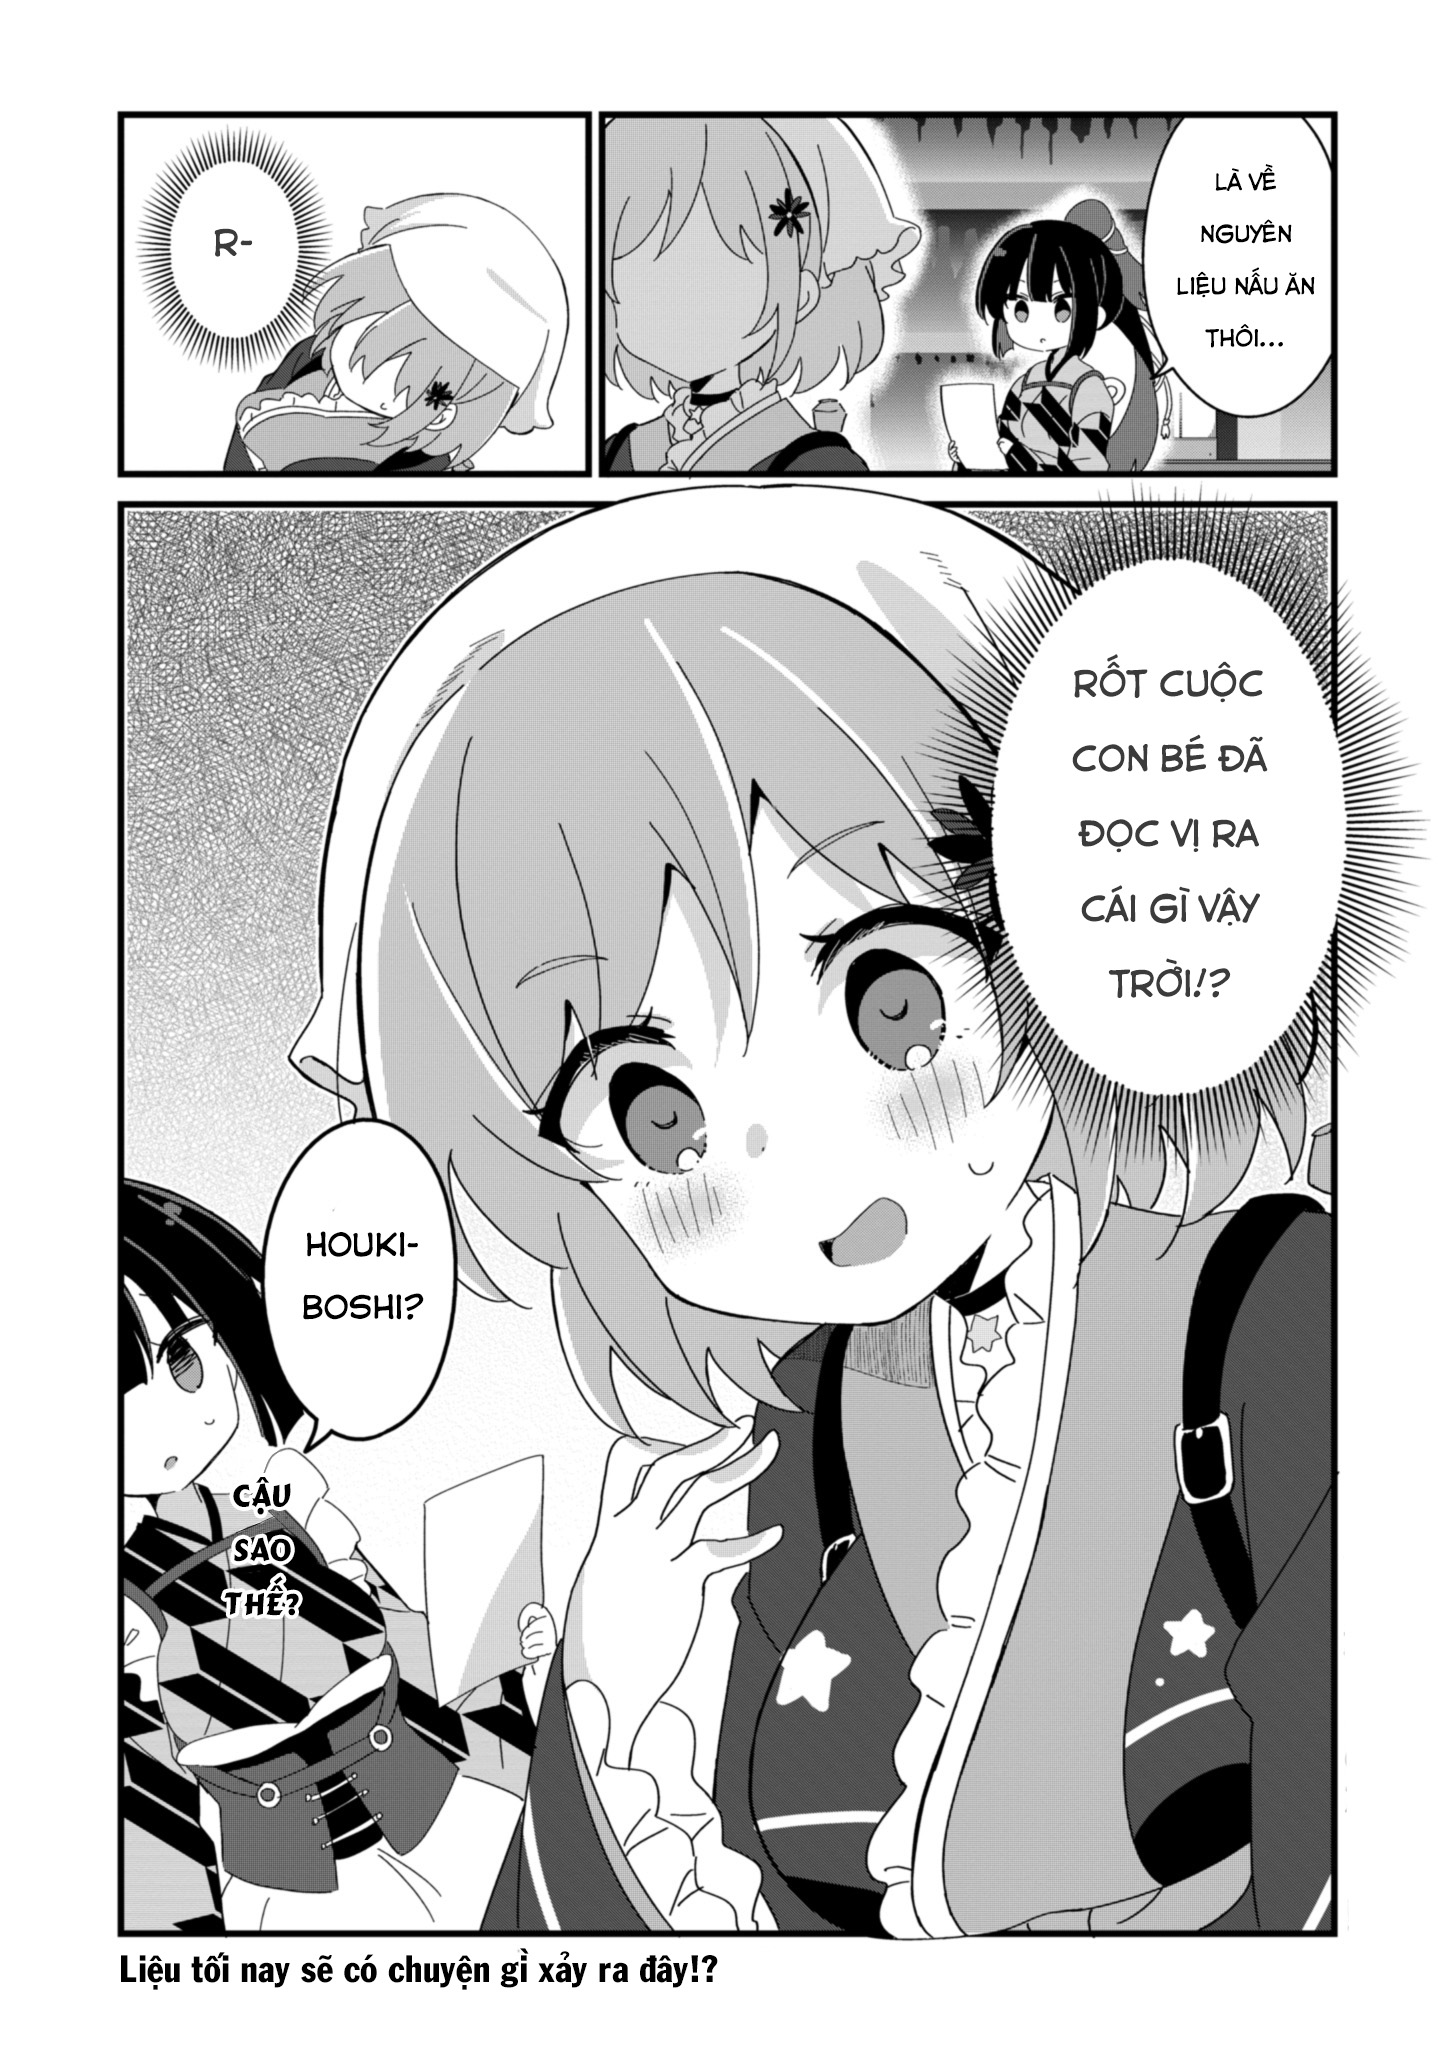 LÀ VỀ
NGUYÊN
LIỆU NẤU ĂN
THÔI...
R-
RỐT CUỘC
CON BÉ ĐÃ
ĐỌC VỊ RA
CÁI GÌ VẬY
TRỜI!?
HOUKI-
BOSHI?
CẬU
SAO
THẾ?
Liệu tối nay sẽ có chuyện gì xảy ra đây!?